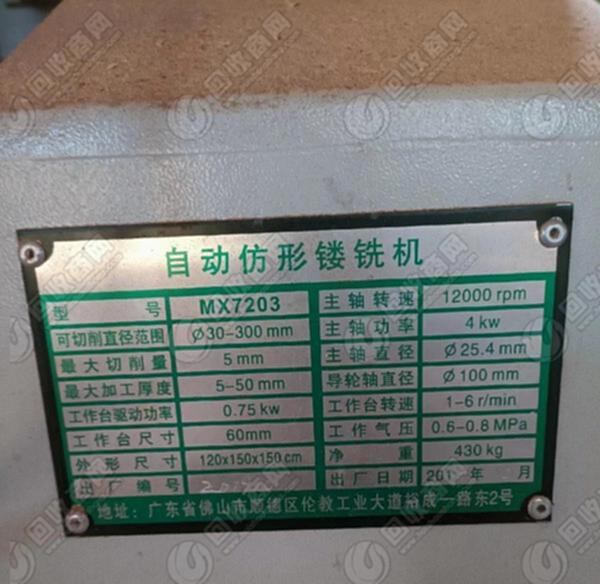 自动仿形镂铣机
型号 MX7203 主轴转速 12000 rpm
可切削直径范围 Ø30-300 mm 主轴功率 4 kw
最大切削量 5 mm 主轴直径 Ø25.4 mm
最大加工厚度 5-50 mm 导轮轴直径 Ø100 mm
工作台驱动功率 0.75 kw 工作台转速 1-6 r/min
工作台尺寸 60mm 工作气压 0.6-0.8 MPa
外形尺寸 120x150x150 cm 净重 430 kg
出厂编号 出厂日期 年 月
地址：广东省佛山市顺德区伦教工业大道裕成一路东2号
回收商网